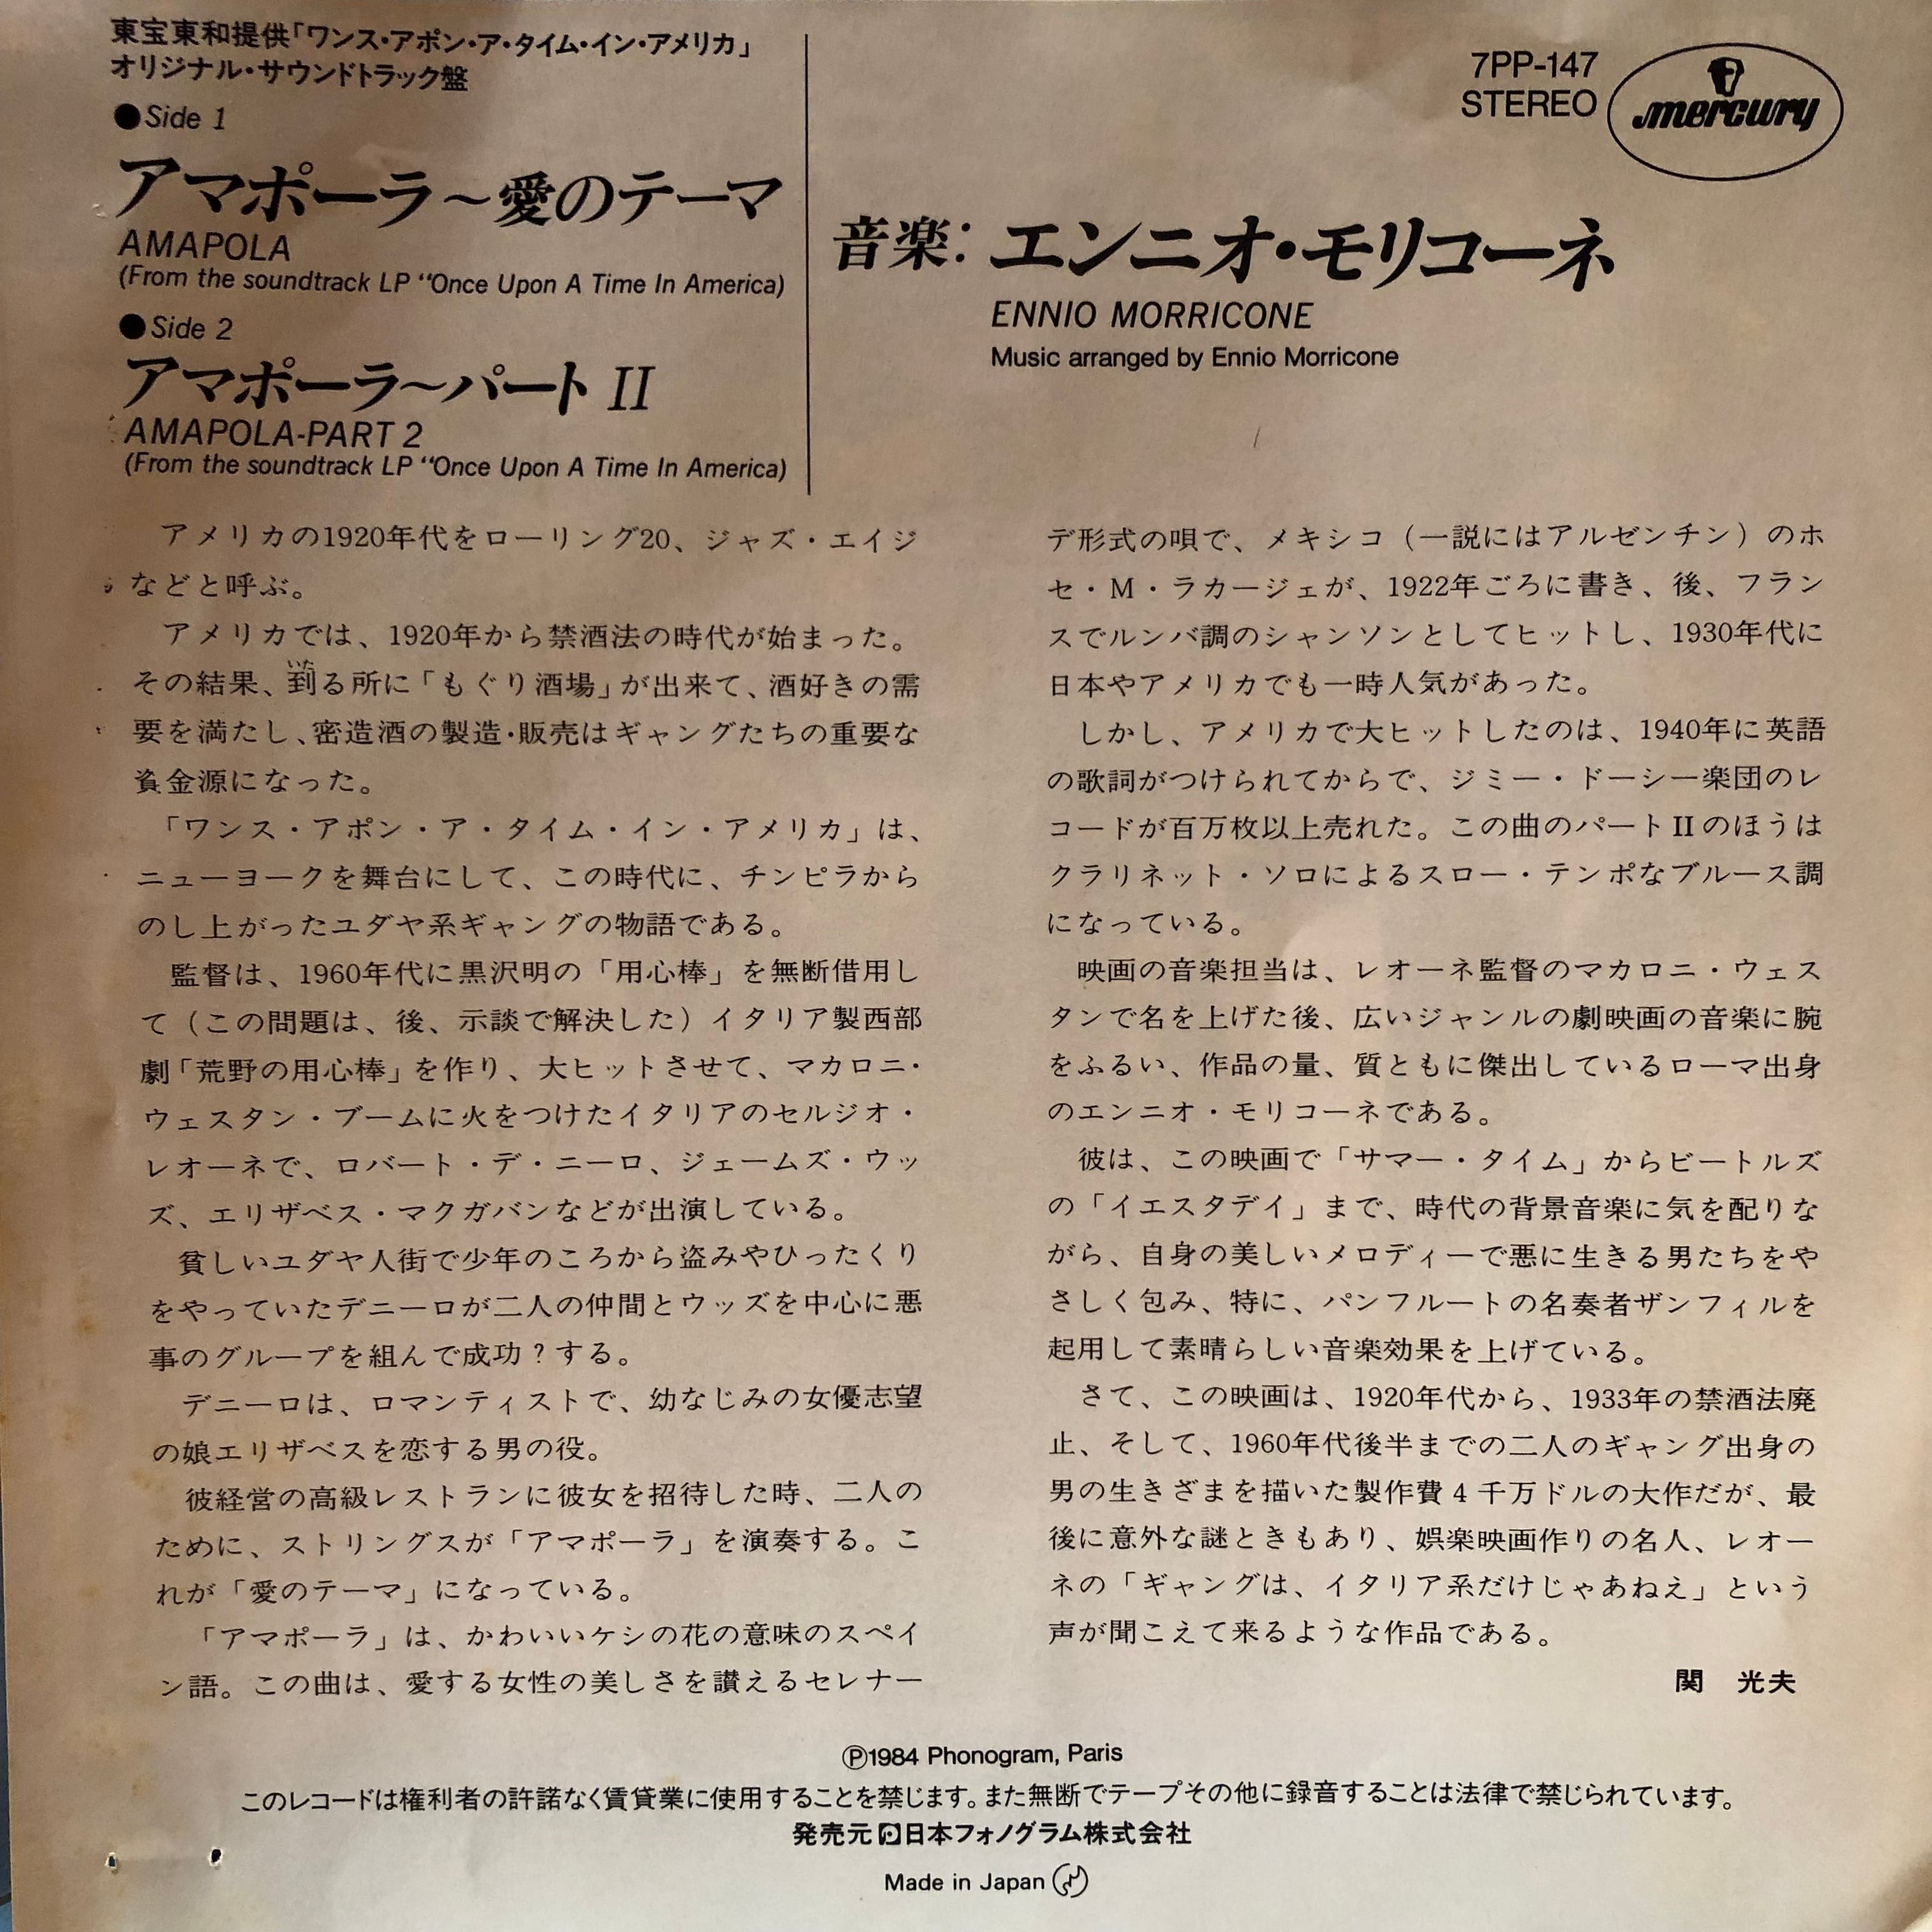 東宝東和提供「ワンス・アポン・ア・タイム・イン・アメリカ」
オリジナル・サウンドトラック盤
●Side 1
アマポーラ～愛のテーマ
AMAPOLA
(From the soundtrack LP “Once Upon A Time In America)
●Side 2
アマポーラ～パートII
AMAPOLA-PART 2
(From the soundtrack LP “Once Upon A Time In America)
7PP-147
STEREO
mercury
音楽：エンニオ・モリコーネ
ENNIO MORRICONE
Music arranged by Ennio Morricone
アメリカの1920年代をローリング20、ジャズ・エイジ
などと呼ぶ。
アメリカでは、1920年から禁酒法の時代が始まった。
その結果、到る所に「もぐり酒場」が出来て、酒好きの需
いた
要を満たし、密造酒の製造・販売はギャングたちの重要な
資金源になった。
「ワンス・アポン・ア・タイム・イン・アメリカ」は、
ニューヨークを舞台にして、この時代に、チンピラから
のし上がったユダヤ系ギャングの物語である。
監督は、1960年代に黒沢明の「用心棒」を無断借用し
て（この問題は、後、示談で解決した）イタリア製西部
劇「荒野の用心棒」を作り、大ヒットさせて、マカロニ・
ウェスタン・ブームに火をつけたイタリアのセルジオ・
レオーネで、ロバート・デ・ニーロ、ジェームズ・ウッ
ズ、エリザベス・マクガバンなどが出演している。
貧しいユダヤ人街で少年のころから盗みやひったくり
をやっていたデニーロが二人の仲間とウッズを中心に悪
事のグループを組んで成功？する。
デニーロは、ロマンティストで、幼なじみの女優志望
の娘エリザベスを恋する男の役。
彼経営の高級レストランに彼女を招待した時、二人の
ために、ストリングスが「アマポーラ」を演奏する。こ
れが「愛のテーマ」になっている。
「アマポーラ」は、かわいいケシの花の意味のスペイ
ン語。この曲は、愛する女性の美しさを讃えるセレナー
デ形式の唄で、メキシコ（一説にはアルゼンチン）のホ
セ・M・ラカージェが、1922年ごろに書き、後、フラン
スでルンバ調のシャンソンとしてヒットし、1930年代に
日本やアメリカでも一時人気があった。
しかし、アメリカで大ヒットしたのは、1940年に英語
の歌詞がつけられてからで、ジミー・ドーシー楽団のレ
コードが百万枚以上売れた。この曲のパートIIのほうは
クラリネット・ソロによるスロー・テンポなブルース調
になっている。
映画の音楽担当は、レオーネ監督のマカロニ・ウェス
タンで名を上げた後、広いジャンルの劇映画の音楽に腕
をふるい、作品の量、質ともに傑出しているローマ出身
のエンニオ・モリコーネである。
彼は、この映画で「サマー・タイム」からビートルズ
の「イエスタデイ」まで、時代の背景音楽に気を配りな
がら、自身の美しいメロディーで悪に生きる男たちをや
さしく包み、特に、パンフルートの名奏者ザンフィルを
起用して素晴らしい音楽効果を上げている。
さて、この映画は、1920年代から、1933年の禁酒法廃
止、そして、1960年代後半までの二人のギャング出身の
男の生きざまを描いた製作費4千万ドルの大作だが、最
後に意外な謎ときもあり、娯楽映画作りの名人、レオー
ネの「ギャングは、イタリア系だけじゃあねえ」という
声が聞こえて来るような作品である。
関　光夫
Ⓟ1984 Phonogram, Paris
このレコードは権利者の許諾なく賃貸業に使用することを禁じます。また無断でテープその他に録音することは法律で禁じられています。
発売元 日本フォノグラム株式会社
Made in Japan